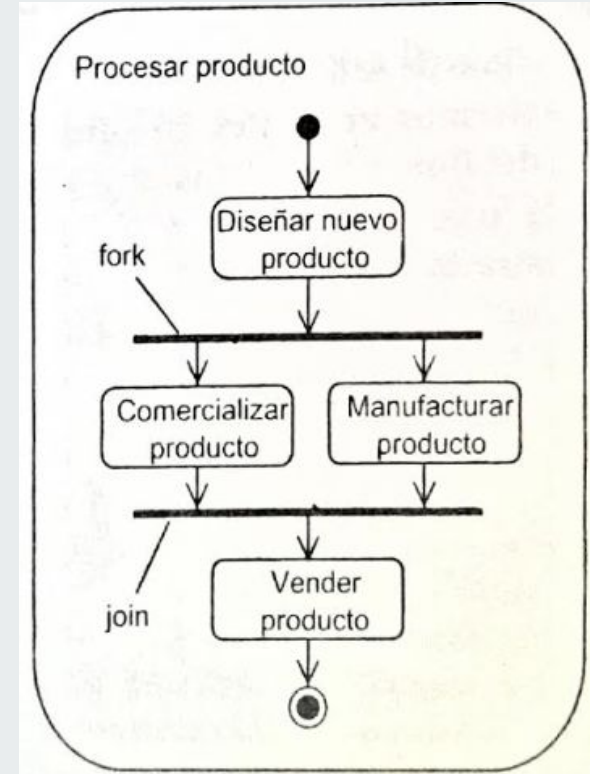 Procesar producto
Diseñar nuevo
producto
fork
Comercializar
producto
Manufacturar
producto
join
Vender
producto